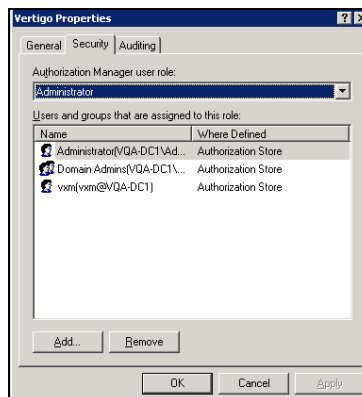 Vertigo Properties
General Security Auditing
Authorization Manager user role:
Administrator
Users and groups that are assigned to this role:
Name Where Defined
Administrator(VQA-DC1\Ad... Authorization Store
Domain Admins(VQA-DC1\... Authorization Store
vxm(vxm@VQA-DC1) Authorization Store
Add... Remove
OK Cancel Apply